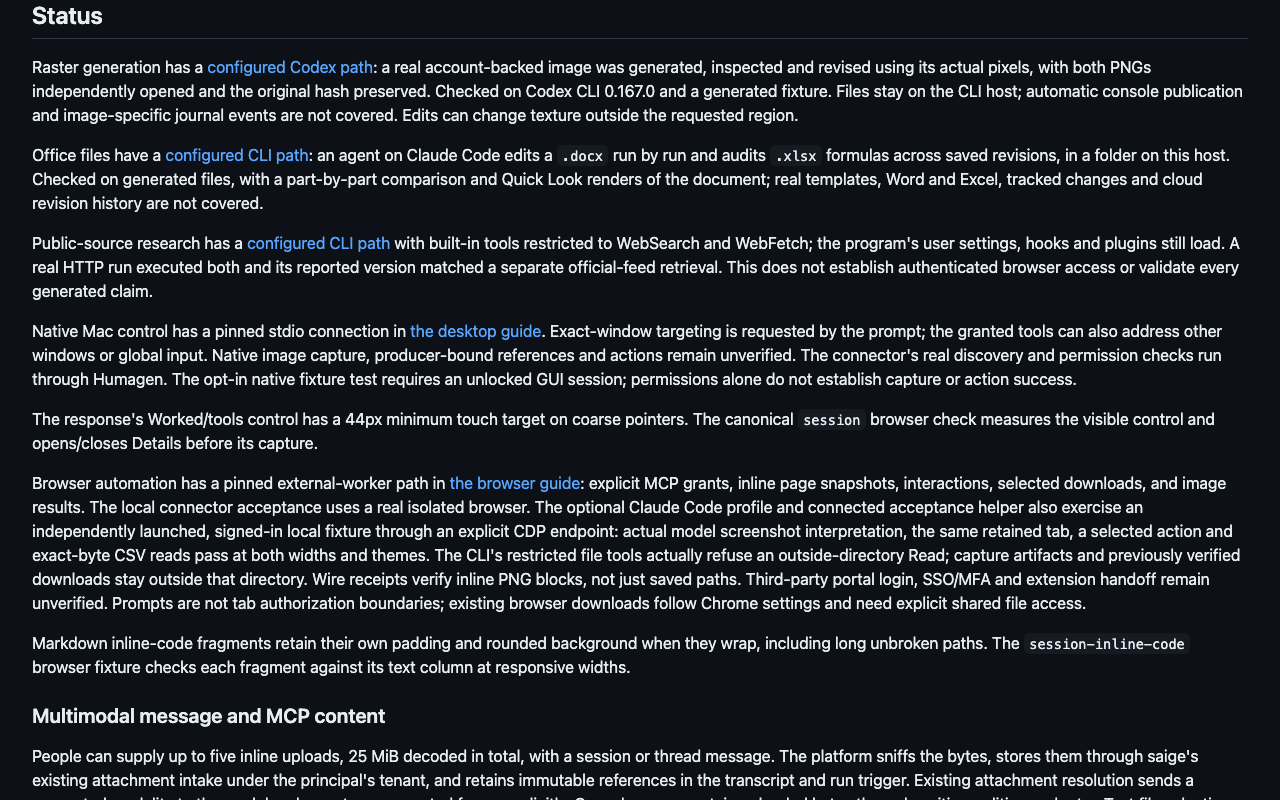 Status
Raster generation has a configured Codex path: a real account-backed image was generated, inspected and revised using its actual pixels, with both PNGs
independently opened and the original hash preserved. Checked on Codex CLI 0.167.0 and a generated fixture. Files stay on the CLI host; automatic console publication
and image-specific journal events are not covered. Edits can change texture outside the requested region.
Office files have a configured CLI path: an agent on Claude Code edits a .docx run by run and audits .xlsx formulas across saved revisions, in a folder on this host.
Checked on generated files, with a part-by-part comparison and Quick Look renders of the document; real templates, Word and Excel, tracked changes and cloud
revision history are not covered.
Public-source research has a configured CLI path with built-in tools restricted to WebSearch and WebFetch; the program's user settings, hooks and plugins still load. A
real HTTP run executed both and its reported version matched a separate official-feed retrieval. This does not establish authenticated browser access or validate every
generated claim.
Native Mac control has a pinned stdio connection in the desktop guide. Exact-window targeting is requested by the prompt; the granted tools can also address other
windows or global input. Native image capture, producer-bound references and actions remain unverified. The connector's real discovery and permission checks run
through Humagen. The opt-in native fixture test requires an unlocked GUI session; permissions alone do not establish capture or action success.
The response's Worked/tools control has a 44px minimum touch target on coarse pointers. The canonical session browser check measures the visible control and
opens/closes Details before its capture.
Browser automation has a pinned external-worker path in the browser guide: explicit MCP grants, inline page snapshots, interactions, selected downloads, and image
results. The local connector acceptance uses a real isolated browser. The optional Claude Code profile and connected acceptance helper also exercise an
independently launched, signed-in local fixture through an explicit CDP endpoint: actual model screenshot interpretation, the same retained tab, a selected action and
exact-byte CSV reads pass at both widths and themes. The CLI's restricted file tools actually refuse an outside-directory Read; capture artifacts and previously verified
downloads stay outside that directory. Wire receipts verify inline PNG blocks, not just saved paths. Third-party portal login, SSO/MFA and extension handoff remain
unverified. Prompts are not tab authorization boundaries; existing browser downloads follow Chrome settings and need explicit shared file access.
Markdown inline-code fragments retain their own padding and rounded background when they wrap, including long unbroken paths. The session-inline-code
browser fixture checks each fragment against its text column at responsive widths.
Multimodal message and MCP content
People can supply up to five inline uploads, 25 MiB decoded in total, with a session or thread message. The platform sniffs the bytes, stores them through saige's
existing attachment intake under the principal's tenant, and retains immutable references in the transcript and run trigger. Existing attachment resolution sends a